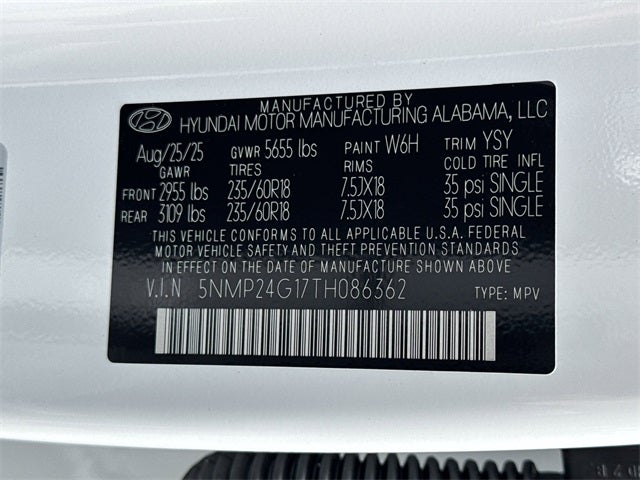 MANUFACTURED BY
HYUNDAI MOTOR MANUFACTURING ALABAMA, LLC
Aug/25/25 GVWR 5655 lbs PAINT W6H TRIM YSY
GAWR TIRES RIMS COLD TIRE INFL
FRONT 2955 lbs 235/60R18 7.5JX18 35 psi SINGLE
REAR 3109 lbs 235/60R18 7.5JX18 35 psi SINGLE
THIS VEHICLE CONFORMS TO ALL APPLICABLE U.S.A. FEDERAL
MOTOR VEHICLE SAFETY AND THEFT PREVENTION STANDARDS
IN EFFECT ON THE DATE OF MANUFACTURE SHOWN ABOVE
V.I.N 5NMP24G17TH086362 TYPE: MPV